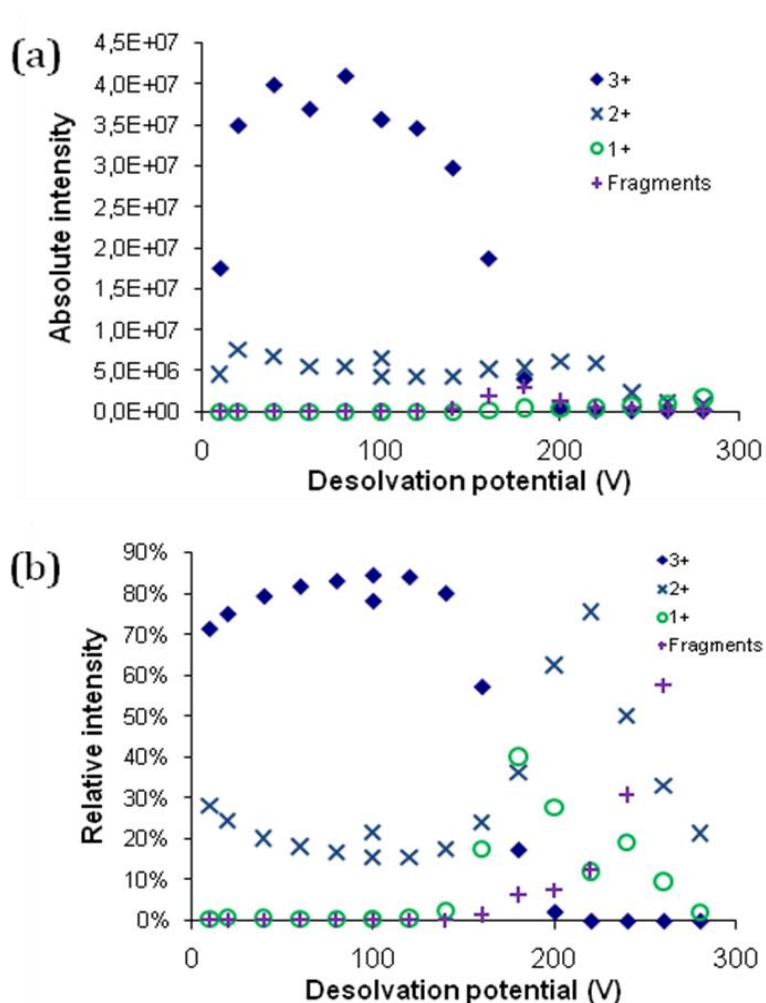 (a)
Absolute intensity
4,5E+07
4,0E+07
3,5E+07
3,0E+07
2,5E+07
2,0E+07
1,5E+07
1,0E+07
5,0E+06
0,0E+00
3+
2+
1+
Fragments
0
100
200
300
Desolvation potential (V)
(b)
Relative intensity
90%
80%
70%
60%
50%
40%
30%
20%
10%
0%
3+
2+
1+
Fragments
0
100
200
300
Desolvation potential (V)